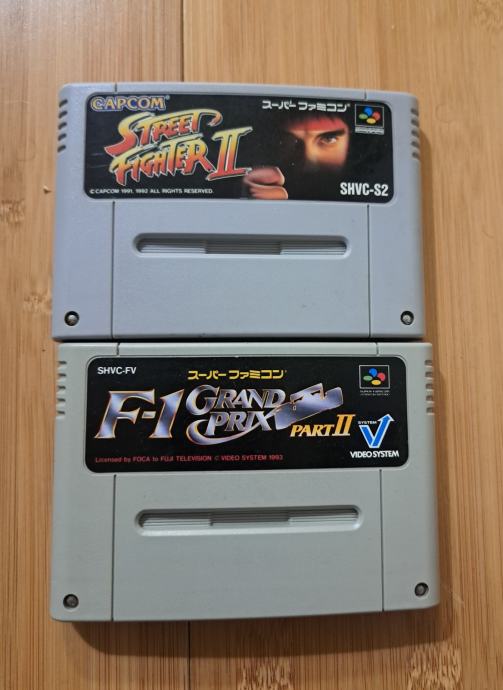 CAPCOM
スーパーファミコン
STREET
FIGHTER II
© CAPCOM 1991, 1992 ALL RIGHTS RESERVED.
SHVC-S2
SHVC-FV
スーパーファミコン
F-1 GRAND
PRIX
PART II
SYSTEM
V
VIDEO SYSTEM
Licensed by FOCA to FUJI TELEVISION © VIDEO SYSTEM 1993